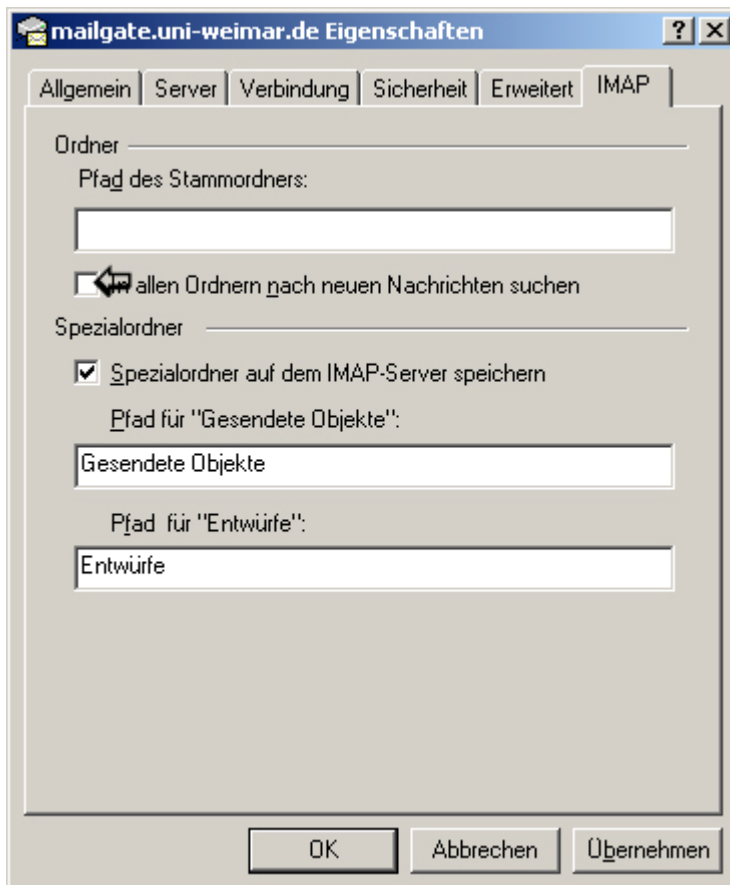 mailgate.uni-weimar.de Eigenschaften
Allgemein Server Verbindung Sicherheit Erweitert IMAP
Ordner
Pfad des Stammordners:
allen Ordnern nach neuen Nachrichten suchen
Spezialordner
Spezialordner auf dem IMAP-Server speichern
Pfad für "Gesendete Objekte":
Gesendete Objekte
Pfad für "Entwürfe":
Entwürfe
OK Abbrechen Übernehmen